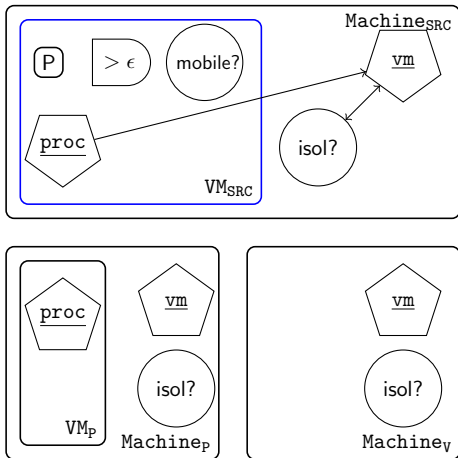 Machine_SRC
P
> ϵ
mobile?
vm
proc
isol?
VM_SRC
proc
vm
vm
isol?
isol?
VM_P
Machine_P
Machine_V